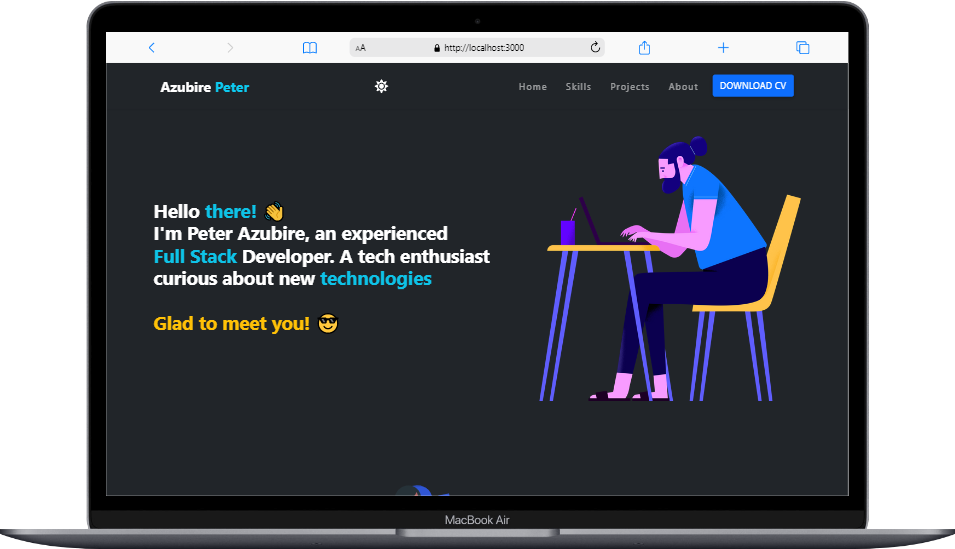 AA http://localhost:3000
Azubire Peter Home Skills Projects About DOWNLOAD CV
Hello there! 👋
I'm Peter Azubire, an experienced
Full Stack Developer. A tech enthusiast
curious about new technologies
Glad to meet you! 😎
MacBook Air